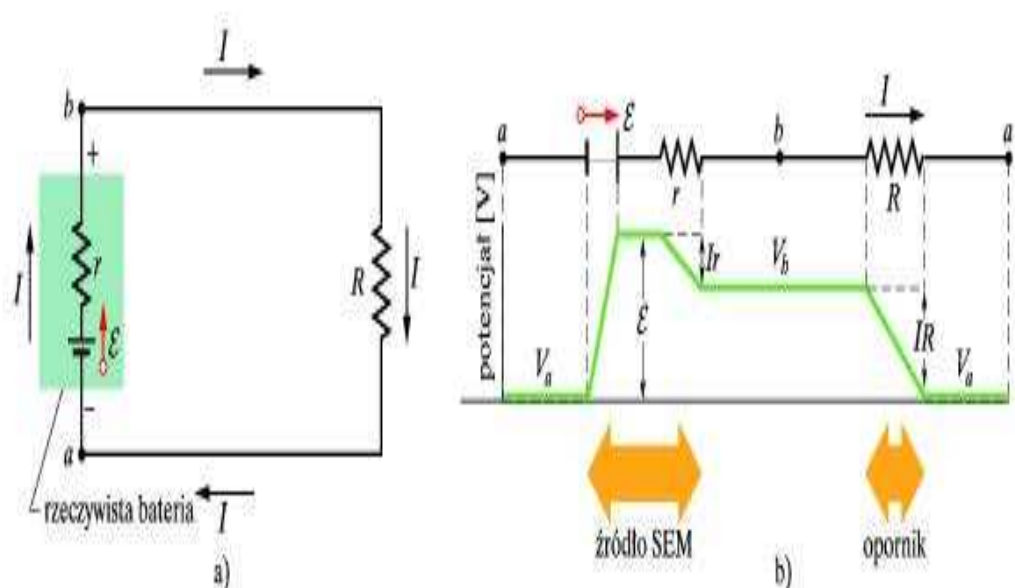 I
b
+
r
I
ℰ
R
I
–
a
rzeczywista bateria
I
a)
ℰ
I
a
b
a
r
R
potencjał [V]
Ir
V_b
ℰ
IR
V_a
V_a
źródło SEM
opornik
b)